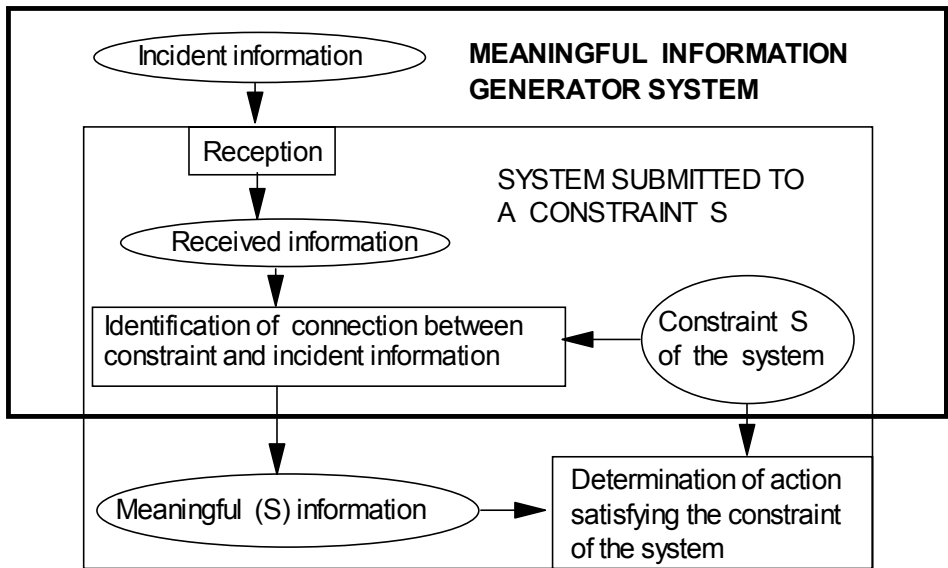 Incident information
MEANINGFUL INFORMATION
GENERATOR SYSTEM
Reception
SYSTEM SUBMITTED TO
A CONSTRAINT S
Received information
Identification of connection between
constraint and incident information
Constraint S
of the system
Meaningful (S) information
Determination of action
satisfying the constraint
of the system